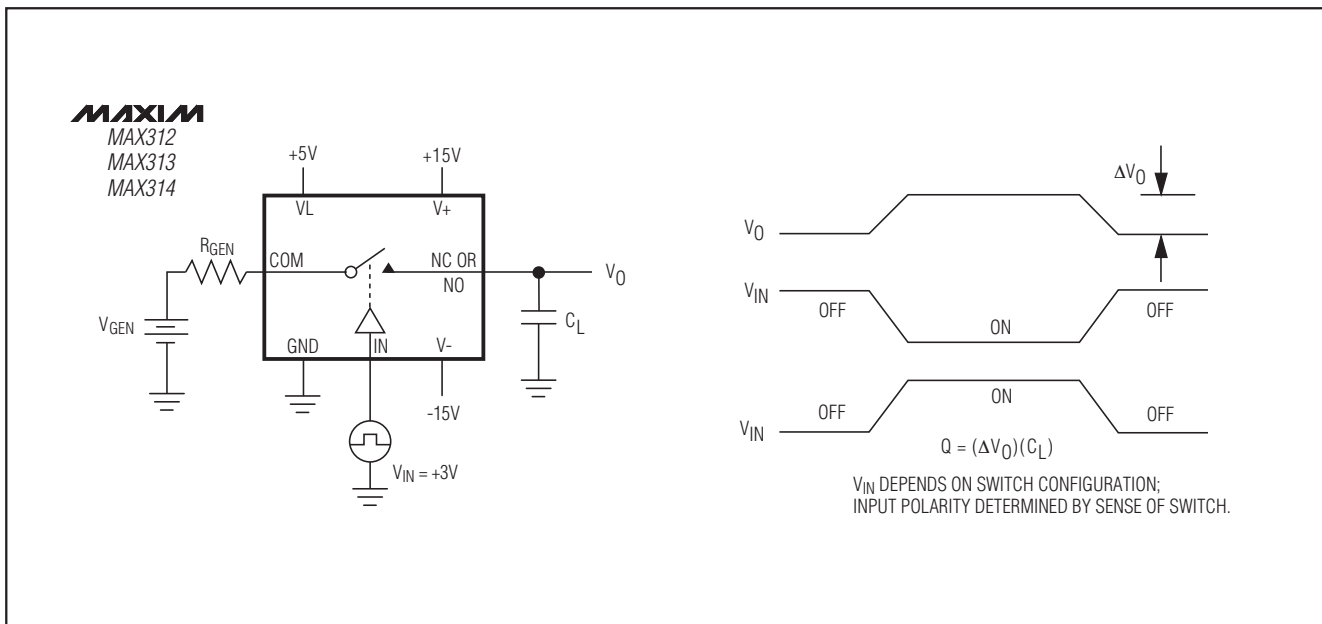 MAXIM
MAX312
MAX313
MAX314
+5V
+15V
VL
V+
RGEN
COM
NC OR
NO
VO
VGEN
CL
GND
IN
V-
-15V
VIN = +3V
ΔVO
VO
VIN
OFF
ON
OFF
VIN
OFF
ON
OFF
Q = (ΔVO)(CL)
VIN DEPENDS ON SWITCH CONFIGURATION;
INPUT POLARITY DETERMINED BY SENSE OF SWITCH.